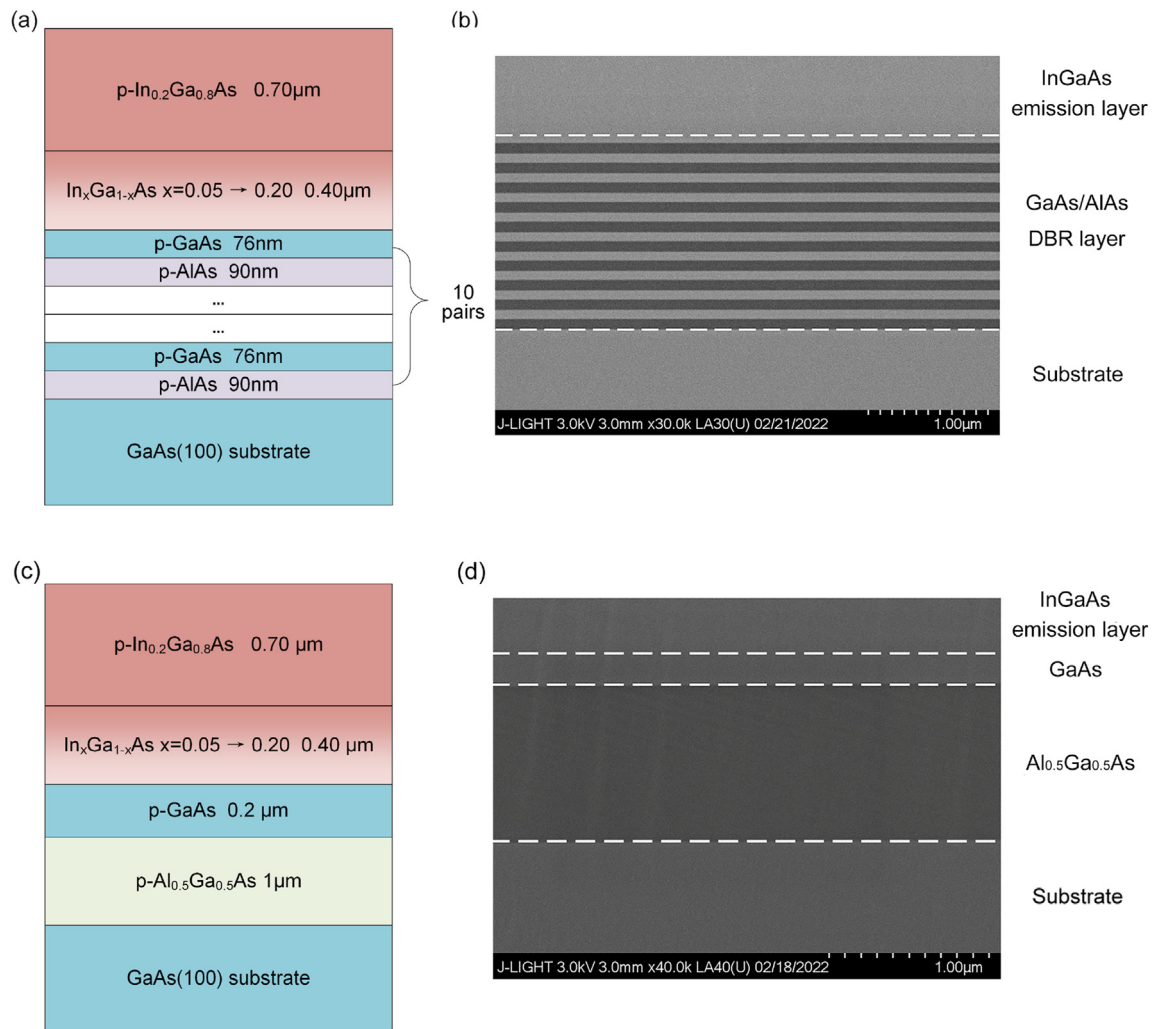 (a)
p-In0.2Ga0.8As 0.70μm
InxGa1-xAs x=0.05 → 0.20 0.40μm
p-GaAs 76nm
p-AlAs 90nm
...
...
p-GaAs 76nm
p-AlAs 90nm
GaAs(100) substrate
10
pairs
(b)
InGaAs
emission layer
GaAs/AlAs
DBR layer
Substrate
J-LIGHT 3.0kV 3.0mm x30.0k LA30(U) 02/21/2022
1.00μm
(c)
p-In0.2Ga0.8As 0.70 μm
InxGa1-xAs x=0.05 → 0.20 0.40 μm
p-GaAs 0.2 μm
p-Al0.5Ga0.5As 1μm
GaAs(100) substrate
(d)
InGaAs
emission layer
GaAs
Al0.5Ga0.5As
Substrate
J-LIGHT 3.0kV 3.0mm x40.0k LA40(U) 02/18/2022
1.00μm